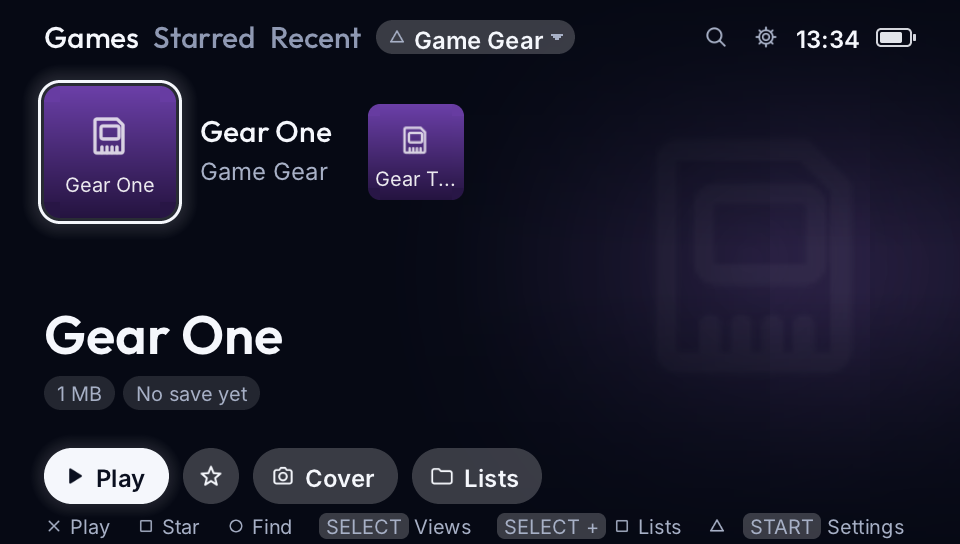 Games Starred Recent Game Gear 13:34
Gear One
Gear One
Game Gear
Gear T...
Gear One
1 MB No save yet
Play Cover Lists
Play Star Find SELECT Views SELECT + Lists START Settings